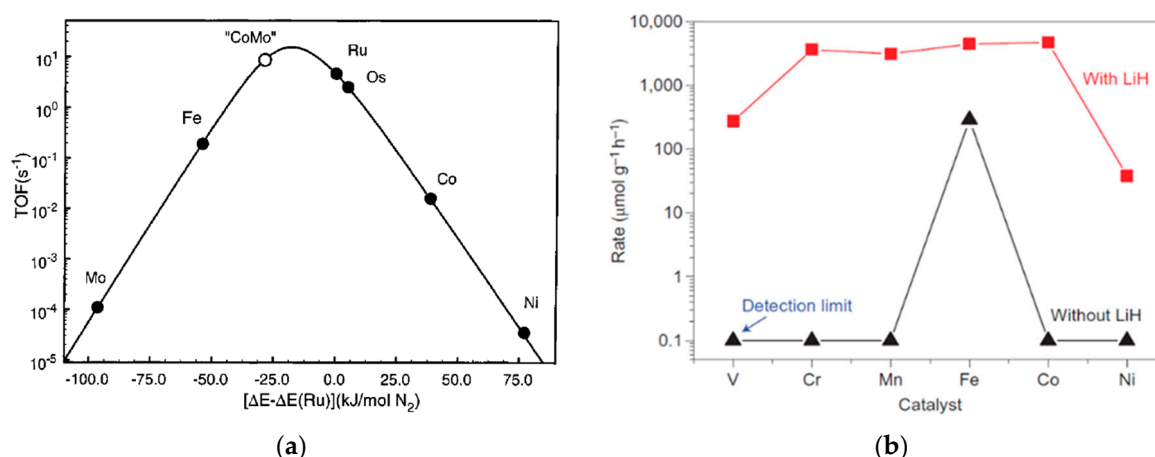 "CoMo"
Ru
Os
Fe
Co
Mo
Ni
TOF(s⁻¹)
10¹
10⁰
10⁻¹
10⁻²
10⁻³
10⁻⁴
10⁻⁵
-100.0 -75.0 -50.0 -25.0 0.0 25.0 50.0 75.0
[ΔE-ΔE(Ru)](kJ/mol N₂)
(a)
10,000
1,000
100
10
1
0.1
Rate (μmol g⁻¹ h⁻¹)
With LiH
Detection limit
Without LiH
V Cr Mn Fe Co Ni
Catalyst
(b)